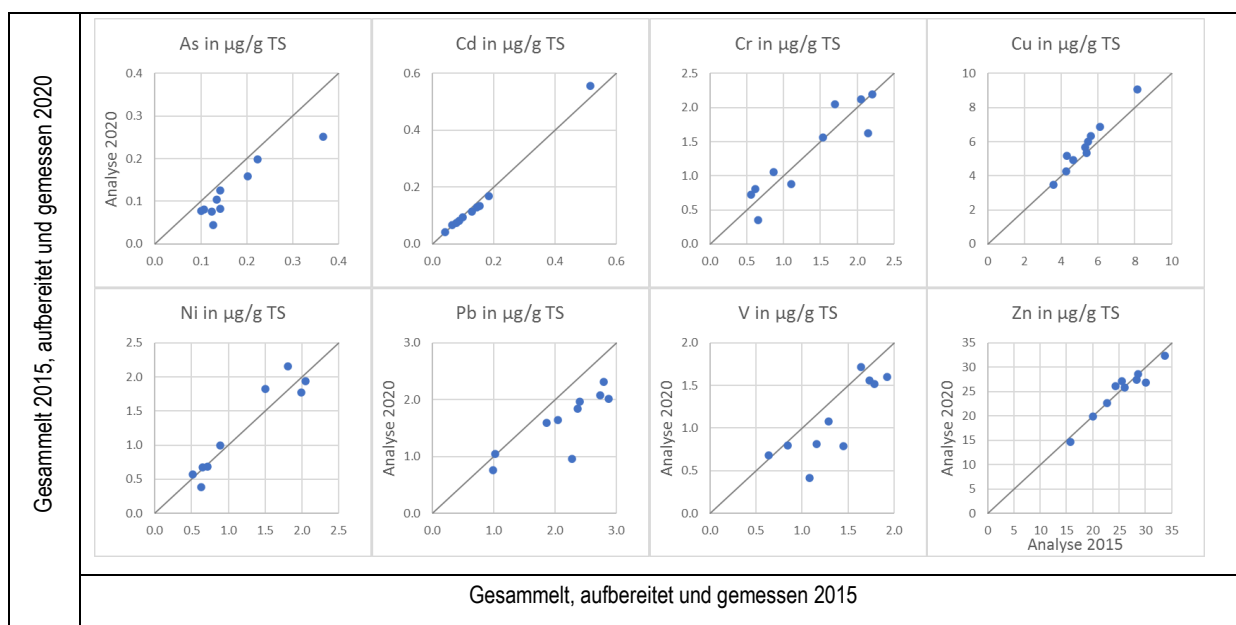 Gesammelt 2015, aufbereitet und gemessen 2020
As in µg/g TS
Analyse 2020
0.4
0.3
0.2
0.1
0.0
0.0 0.1 0.2 0.3 0.4
Cd in µg/g TS
0.6
0.4
0.2
0.0
0.0 0.2 0.4 0.6
Cr in µg/g TS
2.5
2.0
1.5
1.0
0.5
0.0
0.0 0.5 1.0 1.5 2.0 2.5
Cu in µg/g TS
10
8
6
4
2
0
0 2 4 6 8 10
Ni in µg/g TS
2.5
2.0
1.5
1.0
0.5
0.0
0.0 0.5 1.0 1.5 2.0 2.5
Pb in µg/g TS
Analyse 2020
3.0
2.0
1.0
0.0
0.0 1.0 2.0 3.0
V in µg/g TS
Analyse 2020
2.0
1.5
1.0
0.5
0.0
0.0 0.5 1.0 1.5 2.0
Zn in µg/g TS
Analyse 2020
35
30
25
20
15
10
5
0
0 5 10 15 20 25 30 35
Analyse 2015
Gesammelt, aufbereitet und gemessen 2015